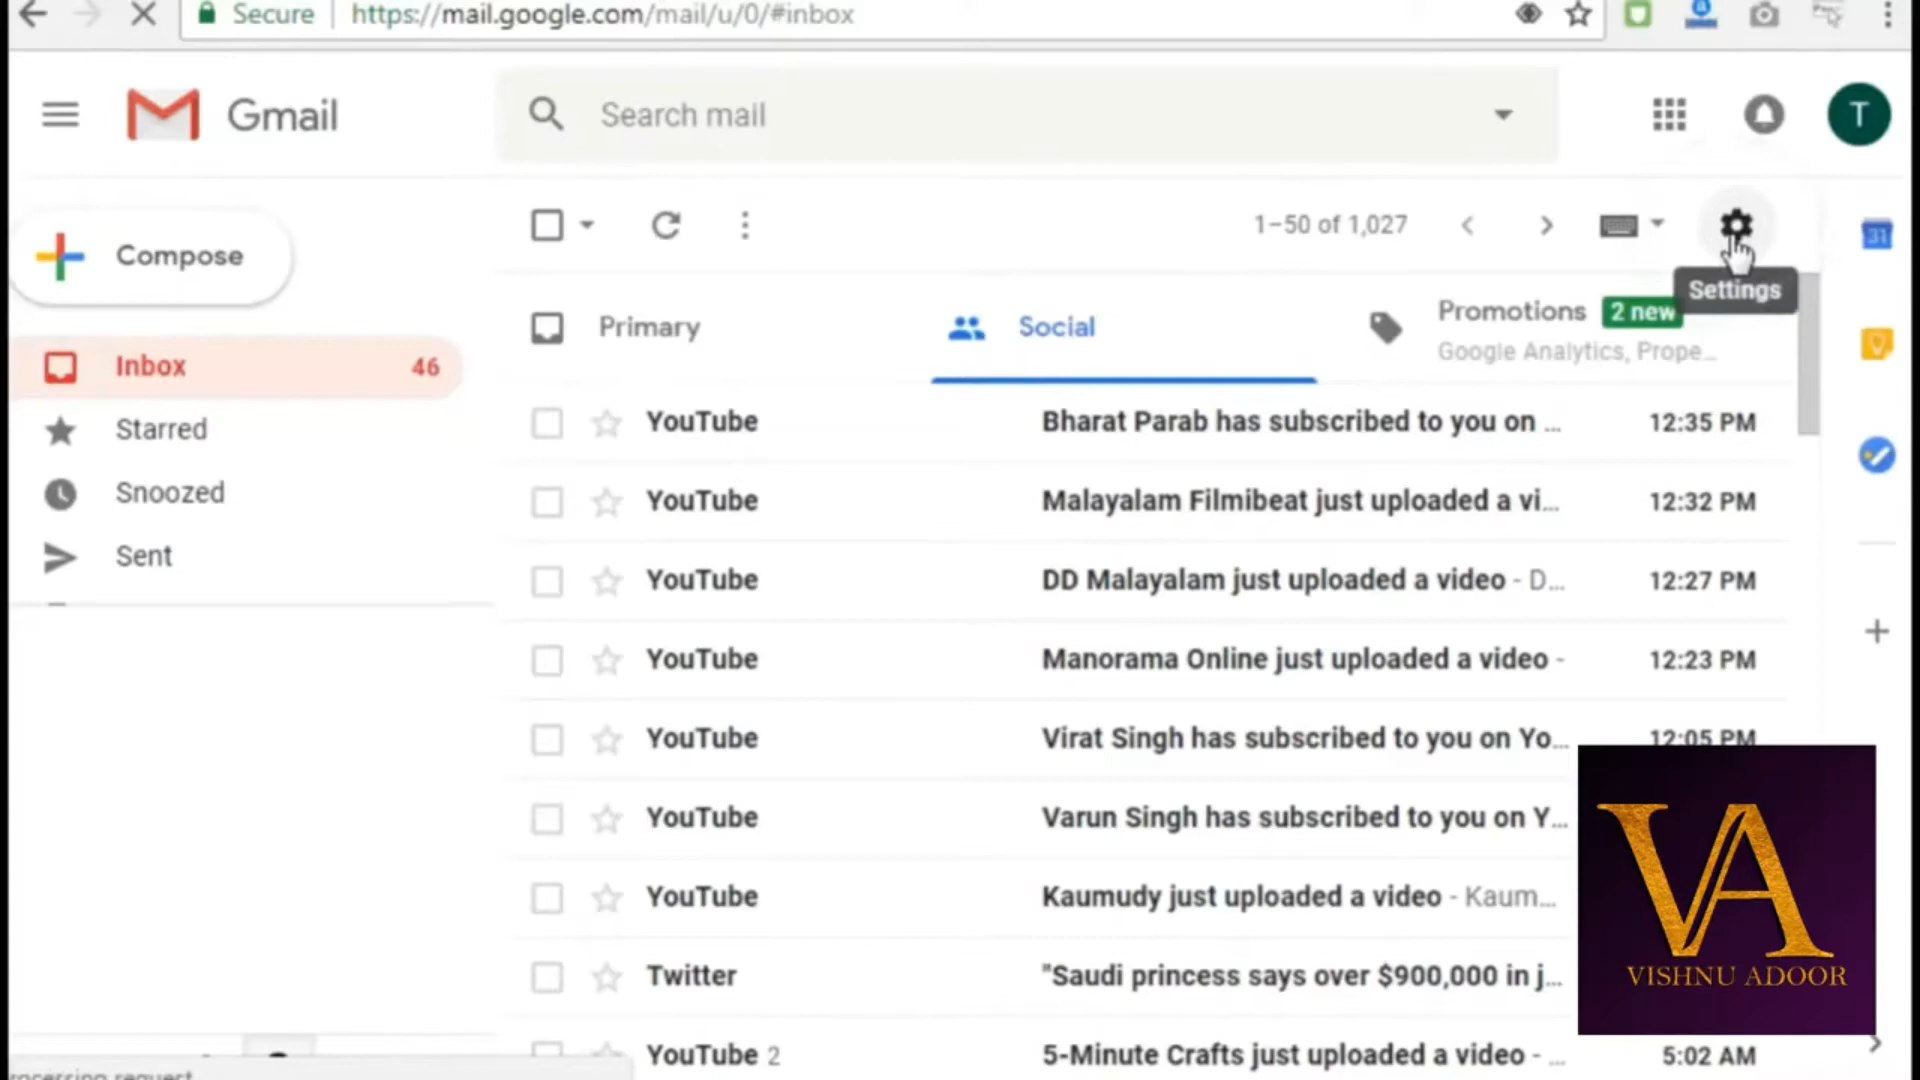 Secure https://mail.google.com/mail/u/0/#inbox
Gmail
Search mail
T
Compose
1–50 of 1,027
Settings
31
Primary
Social
Promotions 2 new
Google Analytics, Prope…
Inbox 46
Starred
Snoozed
Sent
YouTube Bharat Parab has subscribed to you on … 12:35 PM
YouTube Malayalam Filmibeat just uploaded a vi… 12:32 PM
YouTube DD Malayalam just uploaded a video - D… 12:27 PM
YouTube Manorama Online just uploaded a video - 12:23 PM
YouTube Virat Singh has subscribed to you on Yo… 12:05 PM
YouTube Varun Singh has subscribed to you on Y…
YouTube Kaumudy just uploaded a video - Kaum…
Twitter "Saudi princess says over $900,000 in j…
YouTube 2 5-Minute Crafts just uploaded a video - … 5:02 AM
VA
VISHNU ADOOR
request